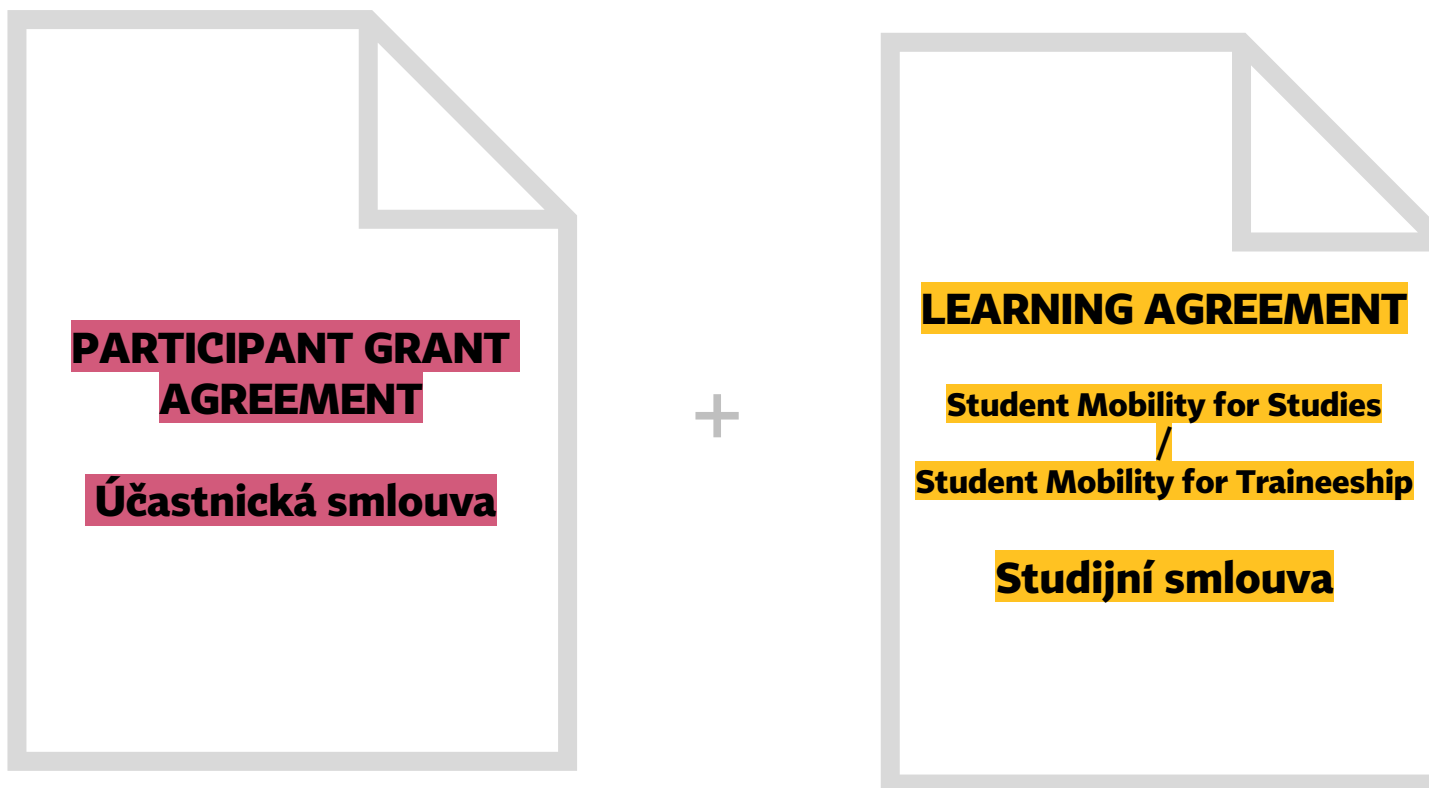 PARTICIPANT GRANT
AGREEMENT
Účastnická smlouva
+
LEARNING AGREEMENT
Student Mobility for Studies
/
Student Mobility for Traineeship
Studijní smlouva